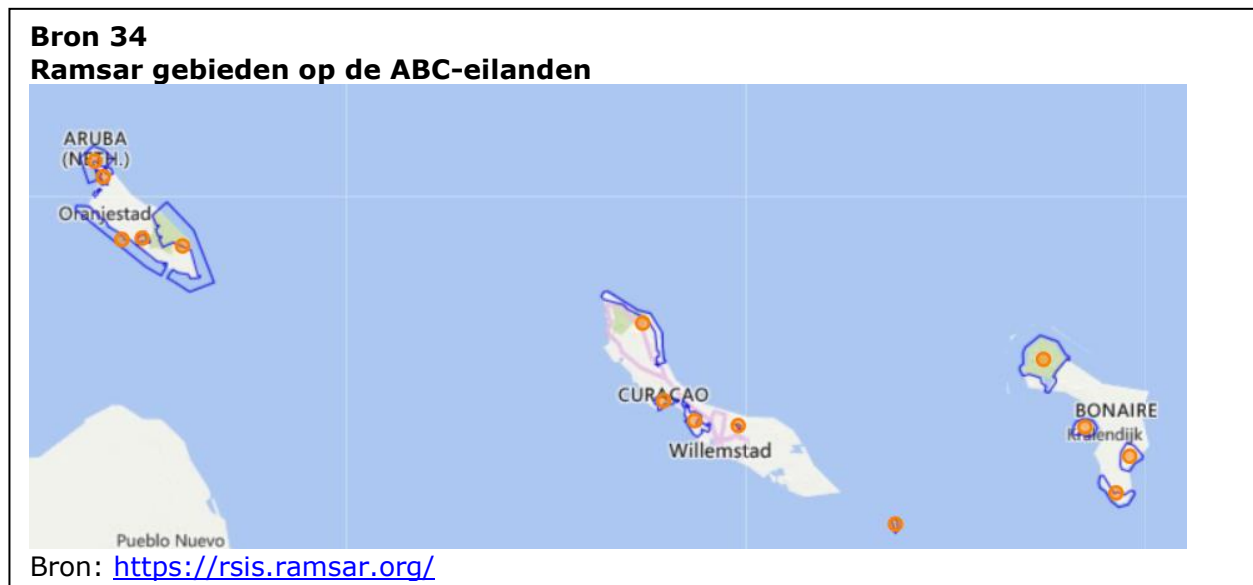 Bron 34
Ramsar gebieden op de ABC-eilanden
ARUBA
(NETH.)
Oranjestad
CURAÇAO
Willemstad
BONAIRE
Kralendijk
Pueblo Nuevo
Bron: https://rsis.ramsar.org/